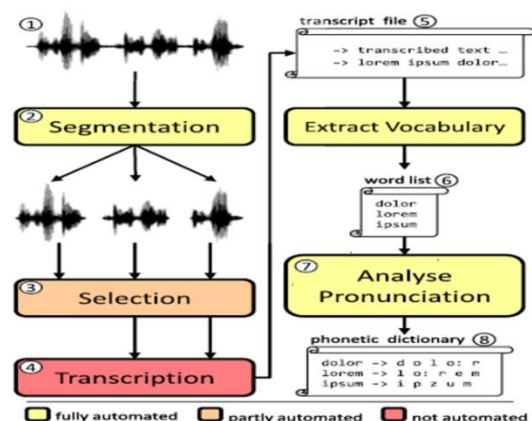 ①
② Segmentation
③ Selection
④ Transcription
transcript file ⑤
-> transcribed text …
-> lorem ipsum dolor…
Extract Vocabulary
word list ⑥
dolor
lorem
ipsum
⑦ Analyse
Pronunciation
phonetic dictionary ⑧
dolor -> d o l o: r
lorem -> l o: r e m
ipsum -> i p z u m
fully automated partly automated not automated